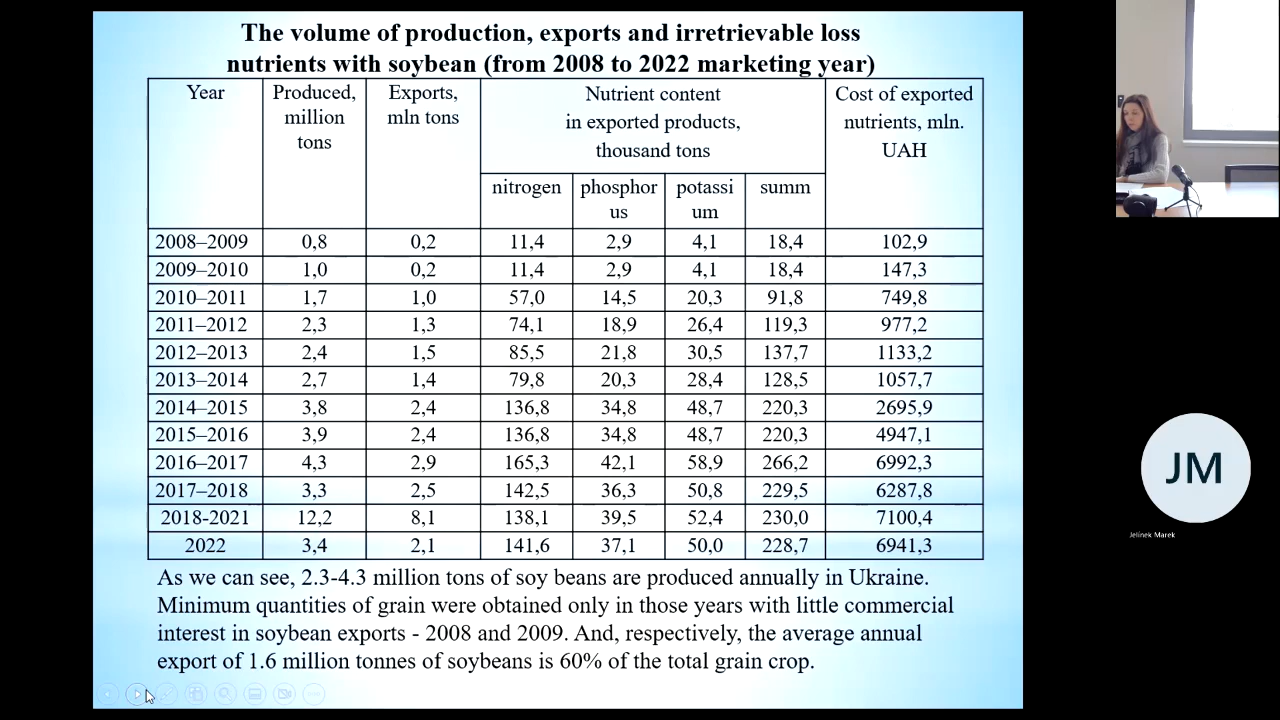 The volume of production, exports and irretrievable loss
nutrients with soybean (from 2008 to 2022 marketing year)
Year Produced, million tons Exports, mln tons Nutrient content in exported products, thousand tons Cost of exported nutrients, mln. UAH
nitrogen phosphor us potassi um summ
2008–2009 0,8 0,2 11,4 2,9 4,1 18,4 102,9
2009–2010 1,0 0,2 11,4 2,9 4,1 18,4 147,3
2010–2011 1,7 1,0 57,0 14,5 20,3 91,8 749,8
2011–2012 2,3 1,3 74,1 18,9 26,4 119,3 977,2
2012–2013 2,4 1,5 85,5 21,8 30,5 137,7 1133,2
2013–2014 2,7 1,4 79,8 20,3 28,4 128,5 1057,7
2014–2015 3,8 2,4 136,8 34,8 48,7 220,3 2695,9
2015–2016 3,9 2,4 136,8 34,8 48,7 220,3 4947,1
2016–2017 4,3 2,9 165,3 42,1 58,9 266,2 6992,3
2017–2018 3,3 2,5 142,5 36,3 50,8 229,5 6287,8
2018-2021 12,2 8,1 138,1 39,5 52,4 230,0 7100,4
2022 3,4 2,1 141,6 37,1 50,0 228,7 6941,3
As we can see, 2.3-4.3 million tons of soy beans are produced annually in Ukraine.
Minimum quantities of grain were obtained only in those years with little commercial
interest in soybean exports - 2008 and 2009. And, respectively, the average annual
export of 1.6 million tonnes of soybeans is 60% of the total grain crop.
JM
Jelínek Marek